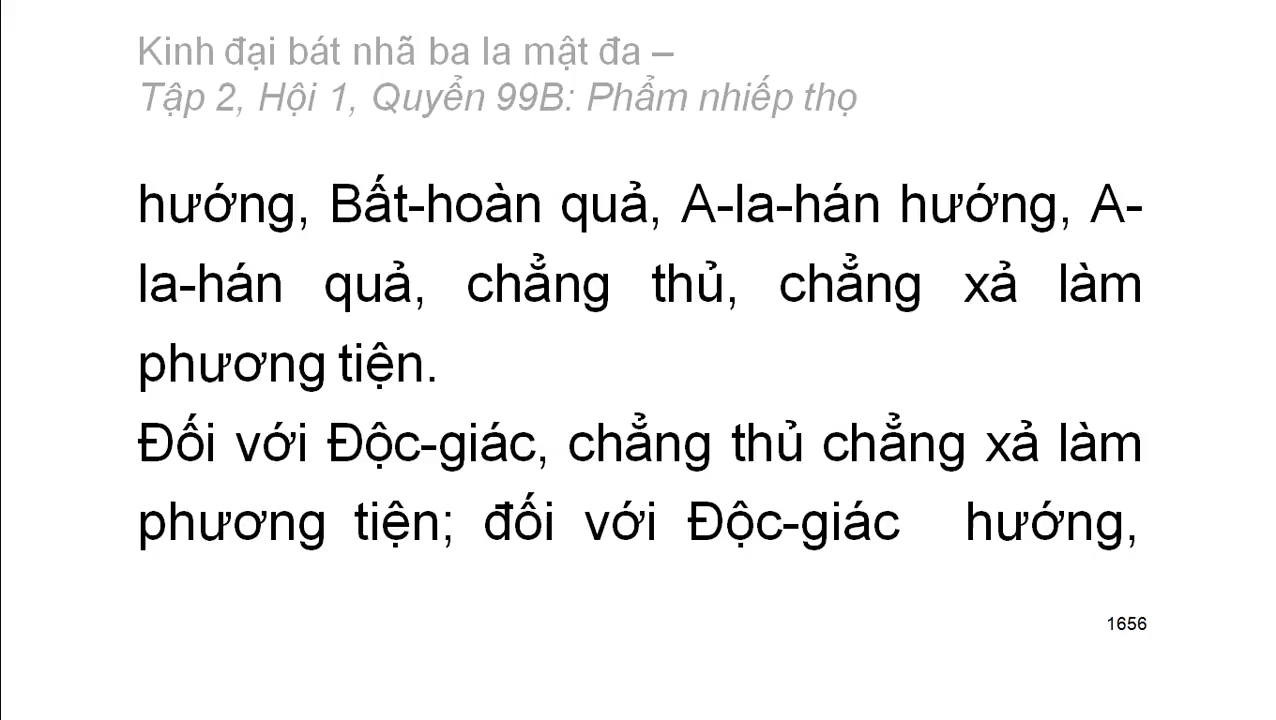 Kinh đại bát nhã ba la mật đa –
Tập 2, Hội 1, Quyển 99B: Phẩm nhiếp thọ
hướng, Bất-hoàn quả, A-la-hán hướng, A-
la-hán quả, chẳng thủ, chẳng xả làm
phương tiện.
Đối với Độc-giác, chẳng thủ chẳng xả làm
phương tiện; đối với Độc-giác hướng,
1656